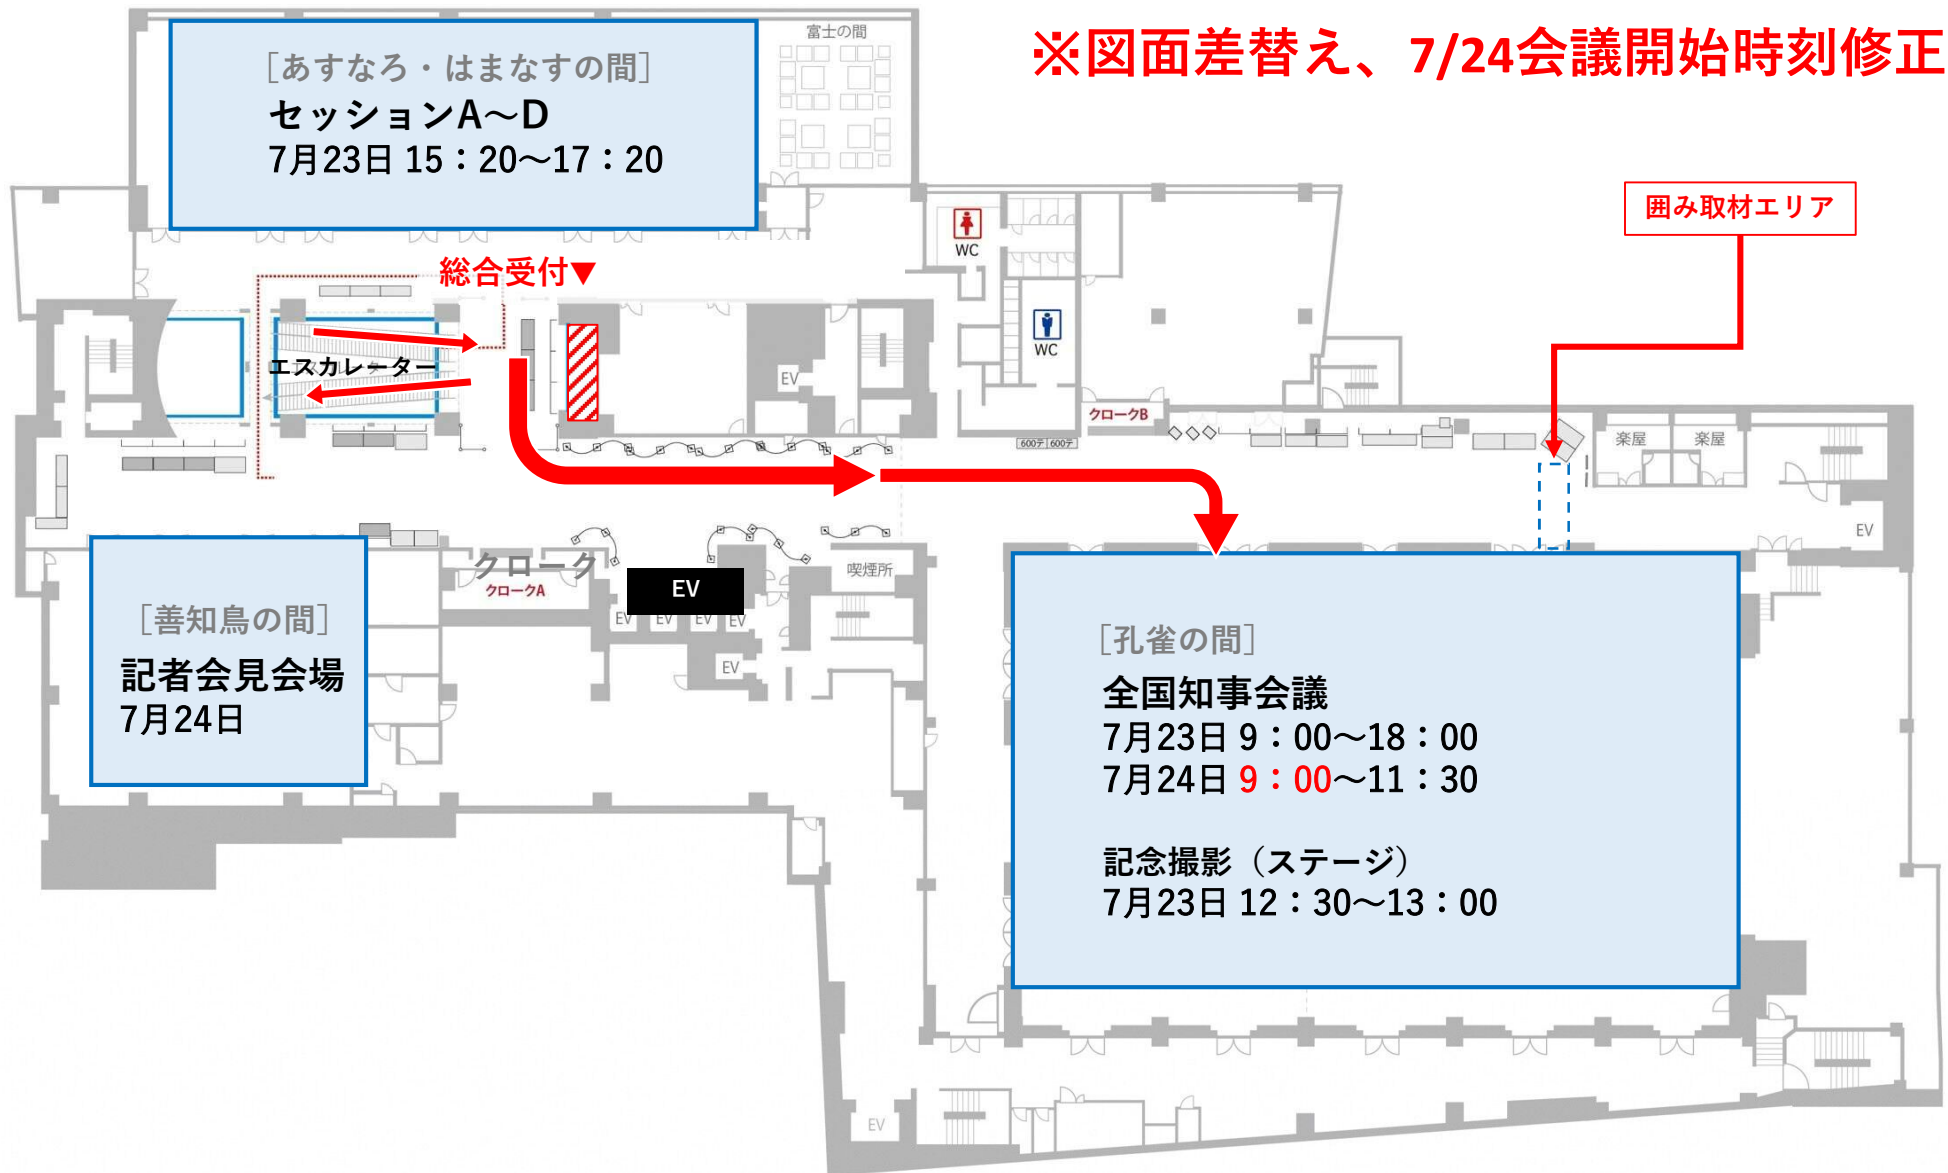 ※図面差替え、7/24会議開始時刻修正
富士の間
［あすなろ・はまなすの間］
セッションA～D
7月23日 15：20～17：20
囲み取材エリア
WC
総合受付▼
WC
エスカレーター
EV
クロークB
600テ 600テ
楽屋
楽屋
EV
クローク
クロークA
EV
喫煙所
EV
EV
EV
EV
EV
［善知鳥の間］
記者会見会場
7月24日
［孔雀の間］
全国知事会議
7月23日 9：00～18：00
7月24日 9：00～11：30
記念撮影（ステージ）
7月23日 12：30～13：00
EV